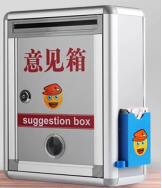 意见箱
suggestion box